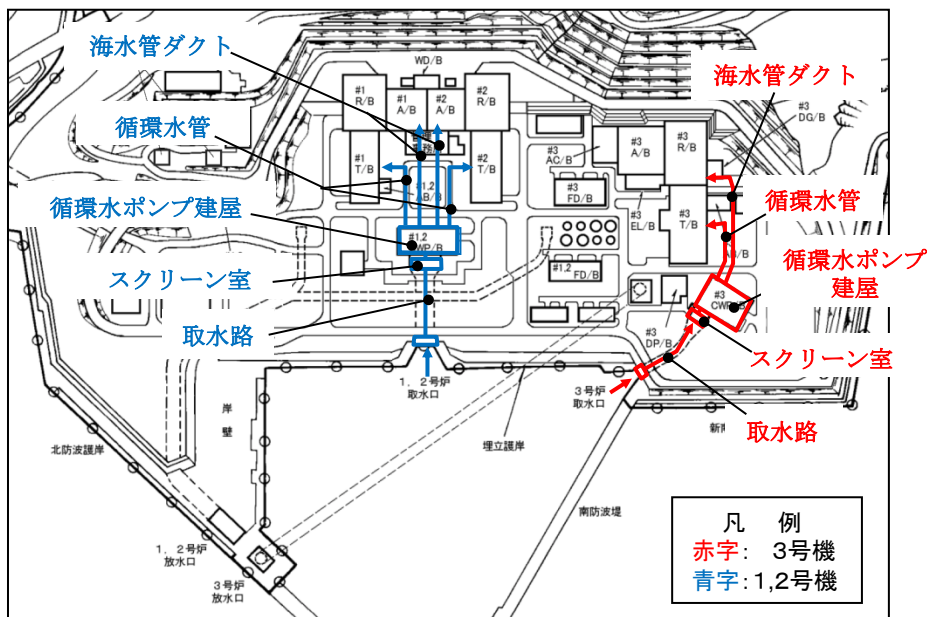 海水管ダクト
循環水管
循環水ポンプ建屋
スクリーン室
取水路
WD/B
#1
R/B
#1
A/B
#2
A/B
#2
R/B
#1
T/B
#2
T/B
#1,2
#1,2
#3
AC/B
#3
A/B
#3
R/B
#3
DG/B
#3
FD/B
#3
EL/B
#3
T/B
#1,2
FD/B
#3
#3
DP/B
海水管ダクト
循環水管
循環水ポンプ
建屋
スクリーン室
取水路
1.2号炉
取水口
3号炉
取水口
岸
壁
北防波護岸
埋立護岸
南防波堤
1.2号炉
放水口
3号炉
放水口
凡 例
赤字: 3号機
青字:1,2号機